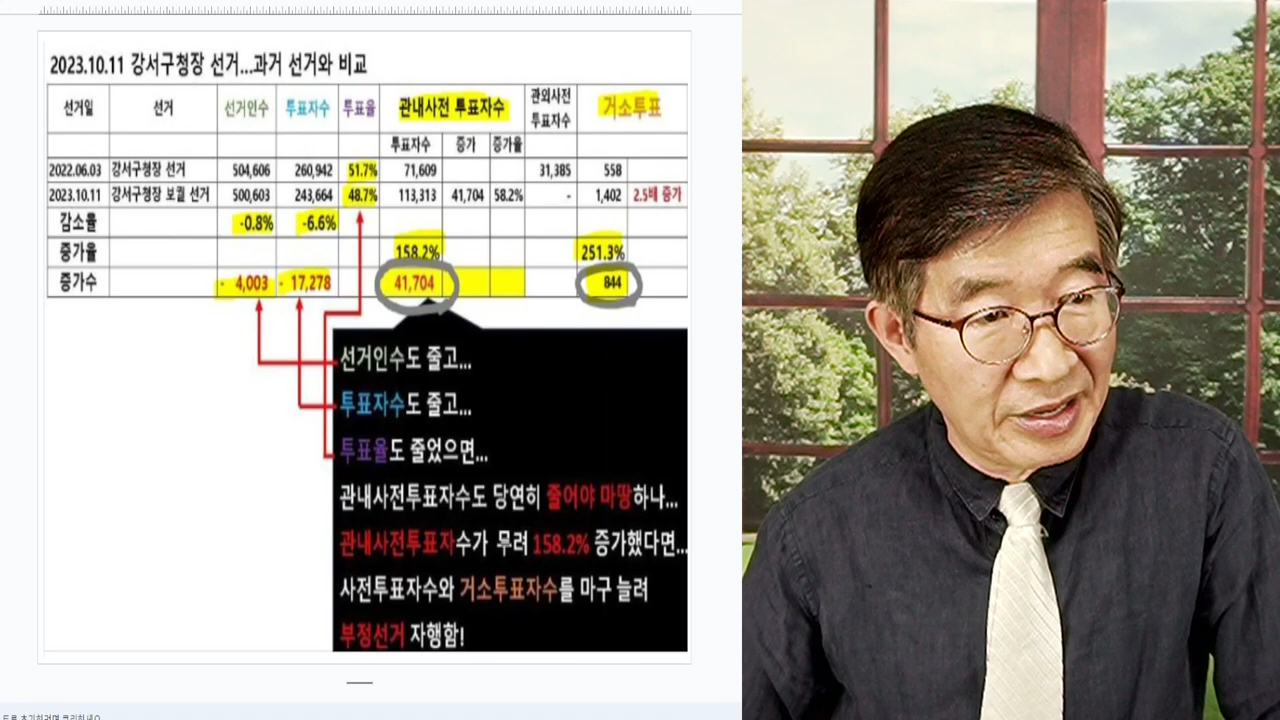 2023.10.11 강서구청장 선거...과거 선거와 비교
선거일 선거 선거인수 투표자수 투표율 관내사전 투표자수 관외사전 투표자수 거소투표
투표자수 증가 증가율
2022.06.03 강서구청장 선거 504,606 260,942 51.7% 71,609 31,385 558
2023.10.11 강서구청장 보궐 선거 500,603 243,664 48.7% 113,313 41,704 58.2% - 1,402 2.5배 증가
감소율 -0.8% -6.6%
증가율 158.2% 251.3%
증가수 - 4,003 - 17,278 41,704 844
선거인수도 줄고...
투표자수도 줄고...
투표율도 줄었으면...
관내사전투표자수도 당연히 줄어야 마땅하나...
관내사전투표자수가 무려 158.2% 증가했다면...
사전투표자수와 거소투표자수를 마구 늘려
부정선거 자행함!